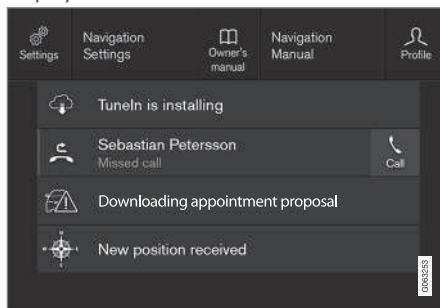 Settings
Navigation
Settings
Owner's
manual
Navigation
Manual
Profile
TuneIn is installing
Sebastian Petersson
Missed call
Call
Downloading appointment proposal
New position received
G063253